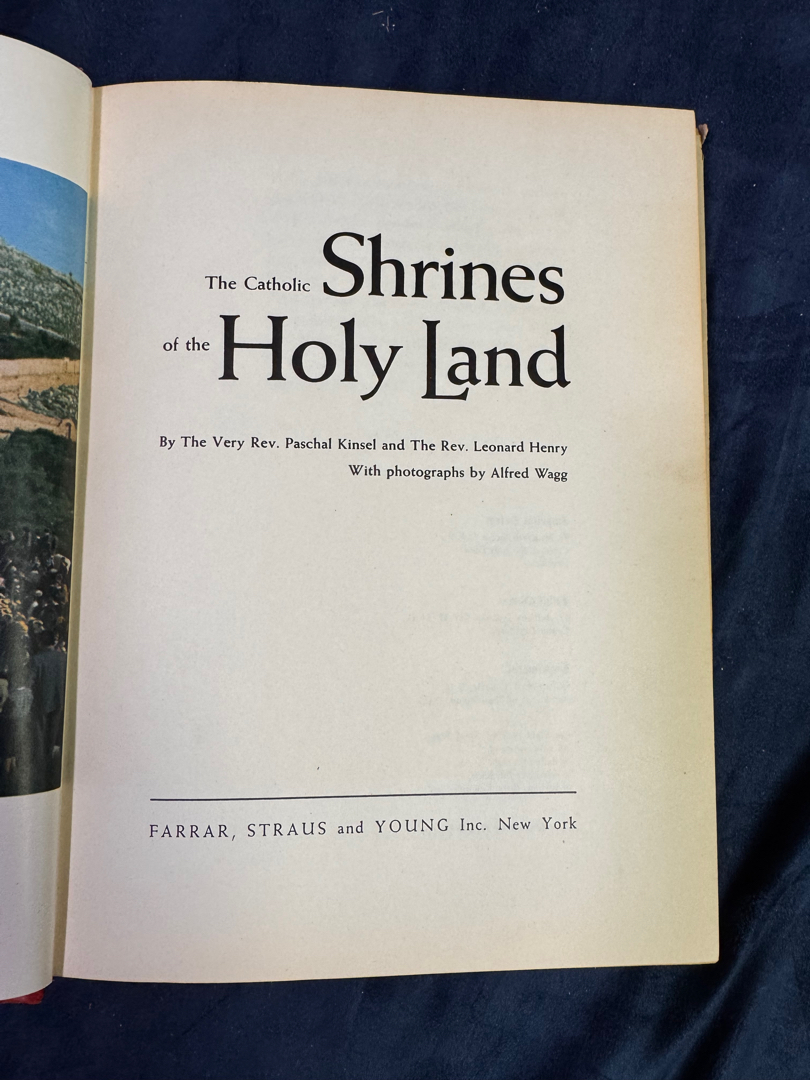 The Catholic Shrines
of the Holy Land
By The Very Rev. Paschal Kinsel and The Rev. Leonard Henry
With photographs by Alfred Wagg
FARRAR, STRAUS and YOUNG Inc. New York